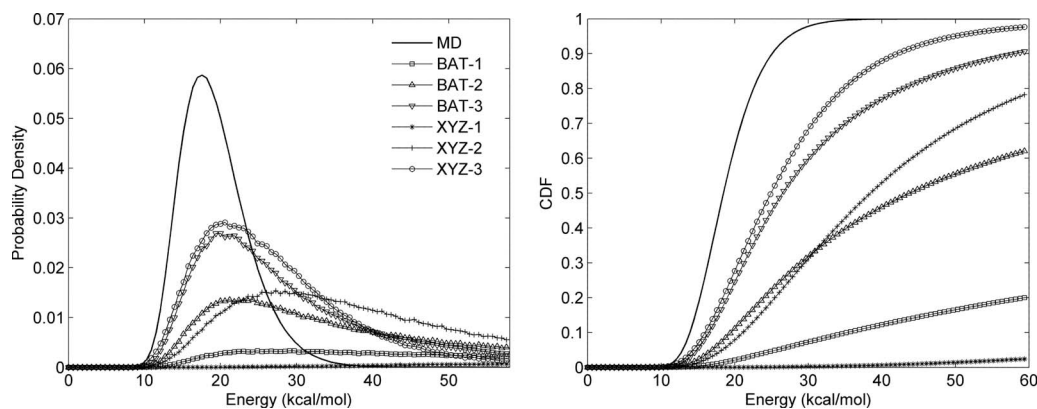 0.07
0.06
0.05
0.04
0.03
0.02
0.01
0
Probability Density
0 10 20 30 40 50
Energy (kcal/mol)
MD
BAT-1
BAT-2
BAT-3
XYZ-1
XYZ-2
XYZ-3
1
0.9
0.8
0.7
0.6
0.5
0.4
0.3
0.2
0.1
0
CDF
0 10 20 30 40 50 60
Energy (kcal/mol)